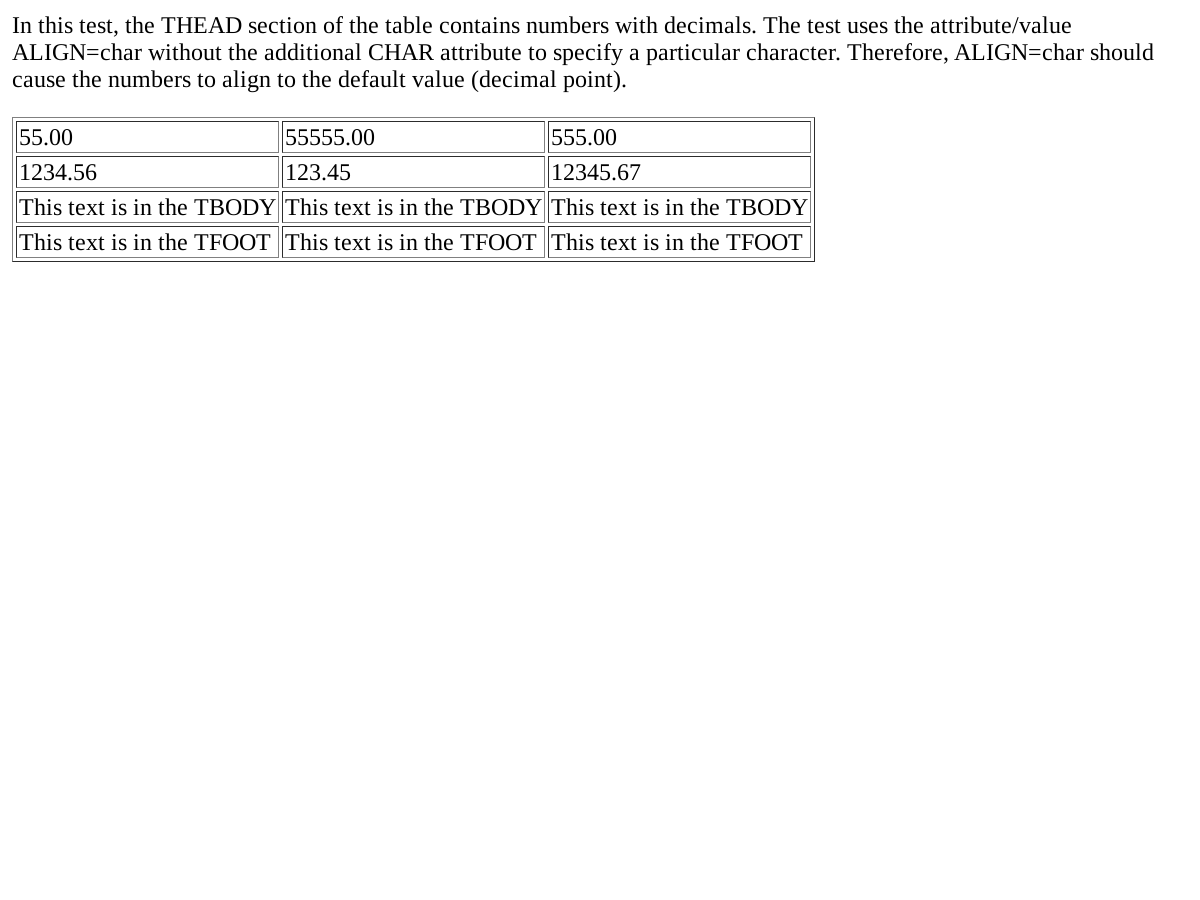 In this test, the THEAD section of the table contains numbers with decimals. The test uses the attribute/value
ALIGN=char without the additional CHAR attribute to specify a particular character. Therefore, ALIGN=char should
cause the numbers to align to the default value (decimal point).
55.00 55555.00 555.00
1234.56 123.45 12345.67
This text is in the TBODY This text is in the TBODY This text is in the TBODY
This text is in the TFOOT This text is in the TFOOT This text is in the TFOOT